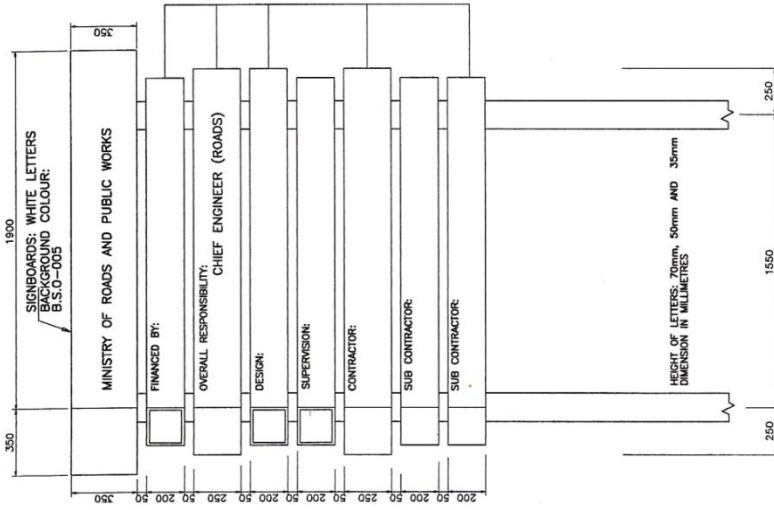 350
1900
350
SIGNBOARDS: WHITE LETTERS
BACKGROUND COLOUR:
B.S.O-005
MINISTRY OF ROADS AND PUBLIC WORKS
350
50
FINANCED BY:
200
50
OVERALL RESPONSIBILITY:
CHIEF ENGINEER (ROADS)
250
50
DESIGN:
200
50
SUPERVISION:
200
50
CONTRACTOR:
250
50
SUB CONTRACTOR:
200
50
SUB CONTRACTOR:
200
HEIGHT OF LETTERS: 70mm, 50mm AND 35mm
DIMENSION IN MILLIMETRES
250
1550
250